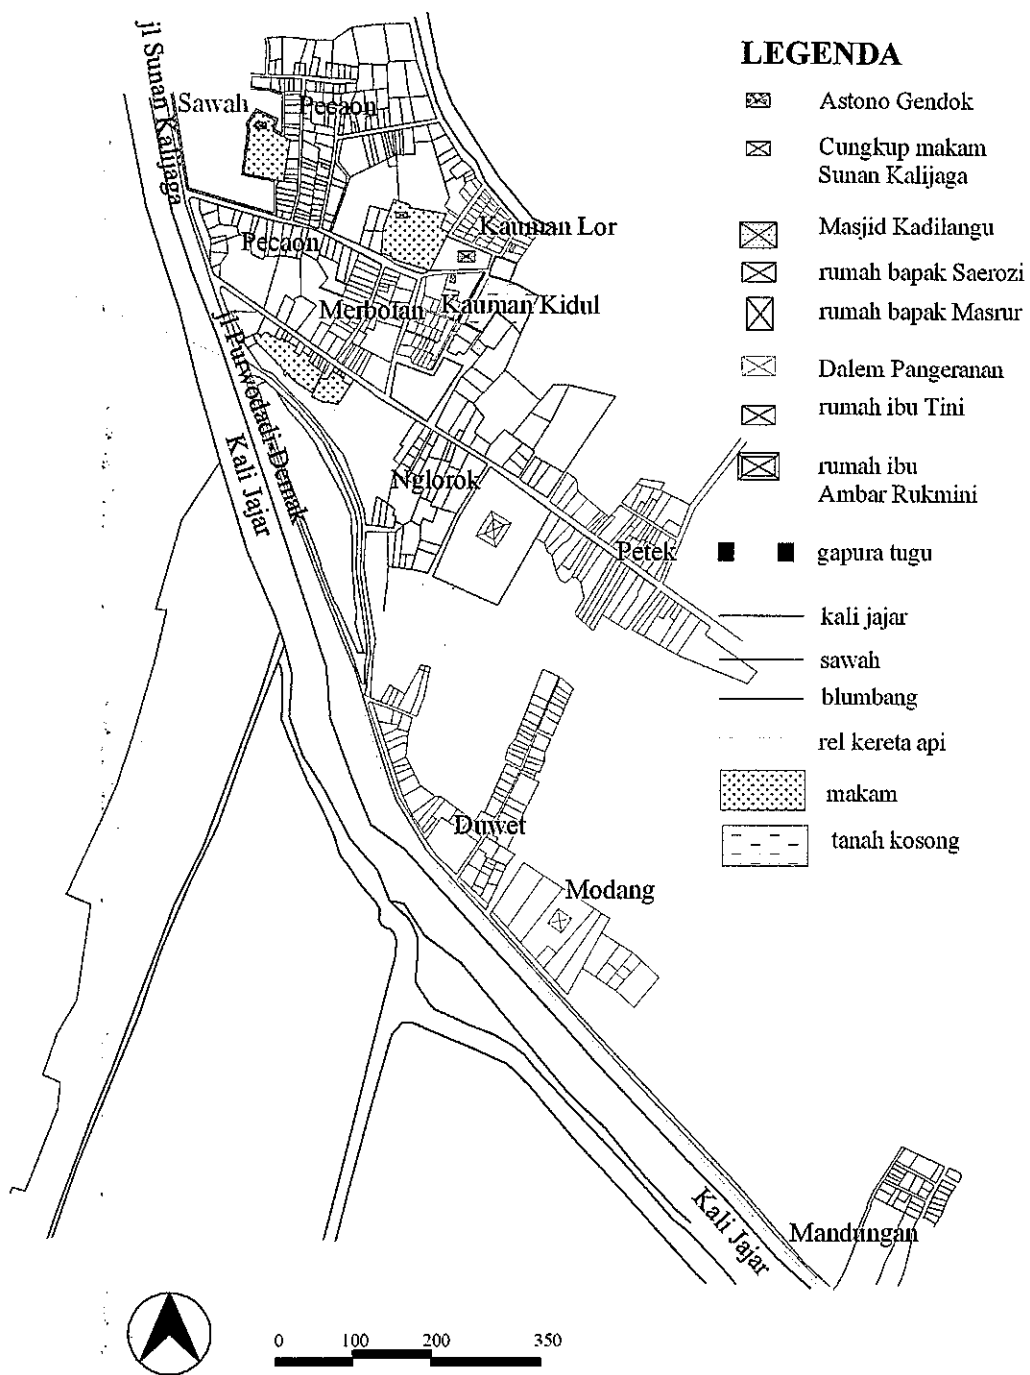 jl Sunan Kalijaga
Sawah
Pecaon
Kauman Lor
Pecaon
Merbotan
Kauman Kidul
jl Purwodadi-Demak
Kali Jajar
Nglorok
Petek
Duwet
Modang
Kali Jajar
Mandungan
0 100 200 350
LEGENDA
Astono Gendok
Cungkup makam
Sunan Kalijaga
Masjid Kadilangu
rumah bapak Saerozi
rumah bapak Masrur
Dalem Pangeranan
rumah ibu Tini
rumah ibu
Ambar Rukmini
gapura tugu
kali jajar
sawah
blumbang
rel kereta api
makam
tanah kosong